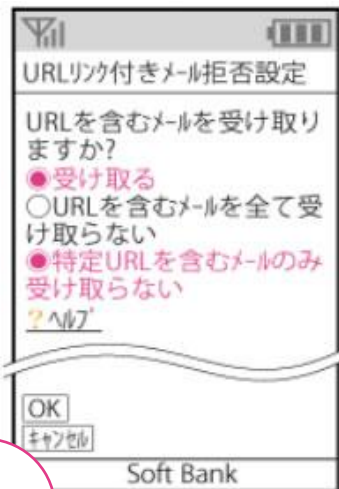 URLﾘﾝｸ付きﾒｰﾙ拒否設定
URLを含むﾒｰﾙを受け取り
ますか?
◉受け取る
○URLを含むﾒｰﾙを全て受
け取らない
◉特定URLを含むﾒｰﾙのみ
受け取らない
?ﾍﾙﾌﾟ
OK
ｷｬﾝｾﾙ
Soft Bank